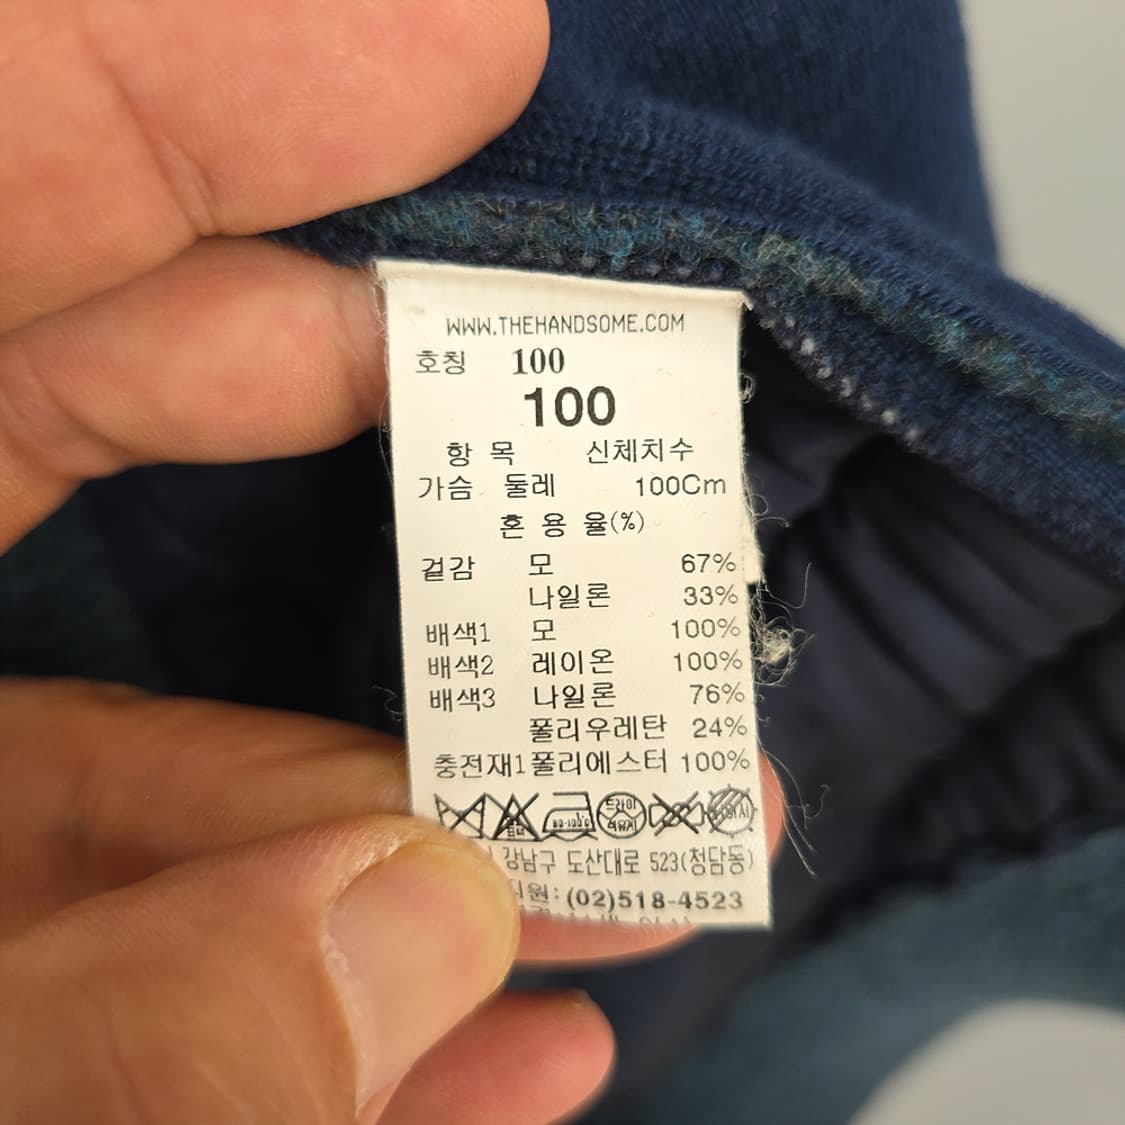 WWW.THEHANDSOME.COM
호칭 100
100
항 목 신체치수
가슴 둘레 100Cm
혼 용 율(%)
겉감 모 67%
나일론 33%
배색1 모 100%
배색2 레이온 100%
배색3 나일론 76%
폴리우레탄 24%
충전재1 폴리에스터 100%
드라이
강남구 도산대로 523(청담동)
(02)518-4523